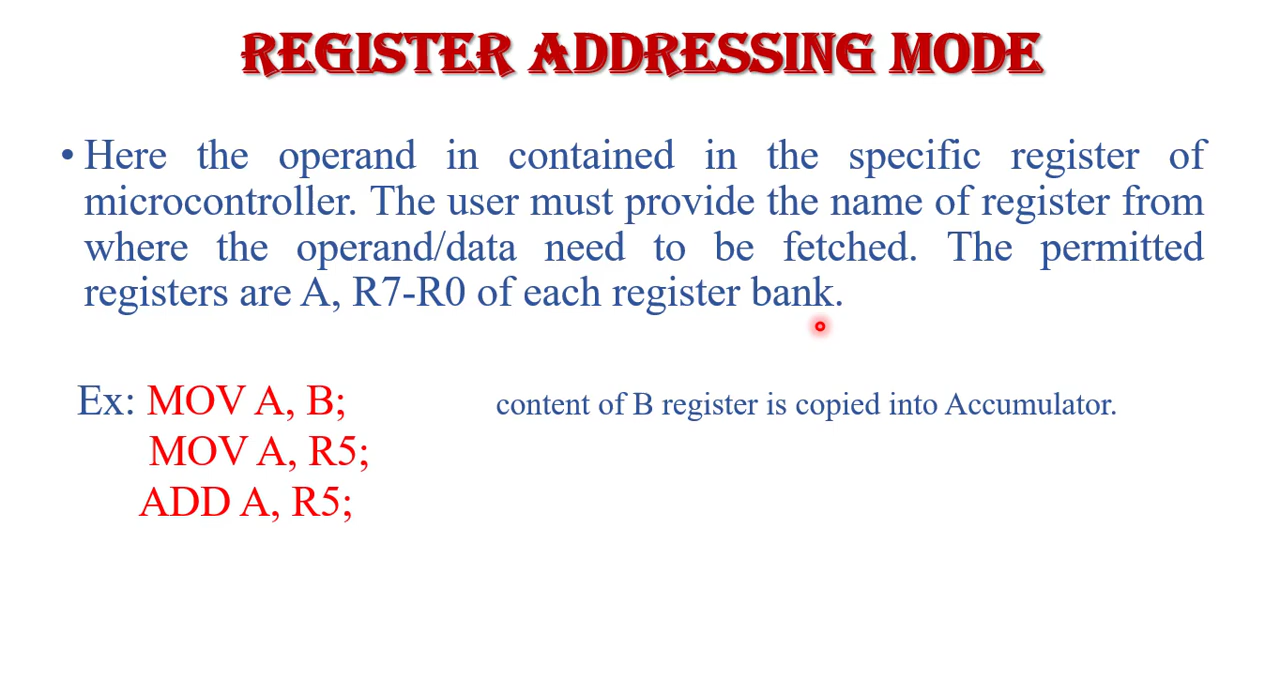 REGISTER ADDRESSING MODE
• Here the operand in contained in the specific register of
microcontroller. The user must provide the name of register from
where the operand/data need to be fetched. The permitted
registers are A, R7-R0 of each register bank.
Ex: MOV A, B; content of B register is copied into Accumulator.
MOV A, R5;
ADD A, R5;